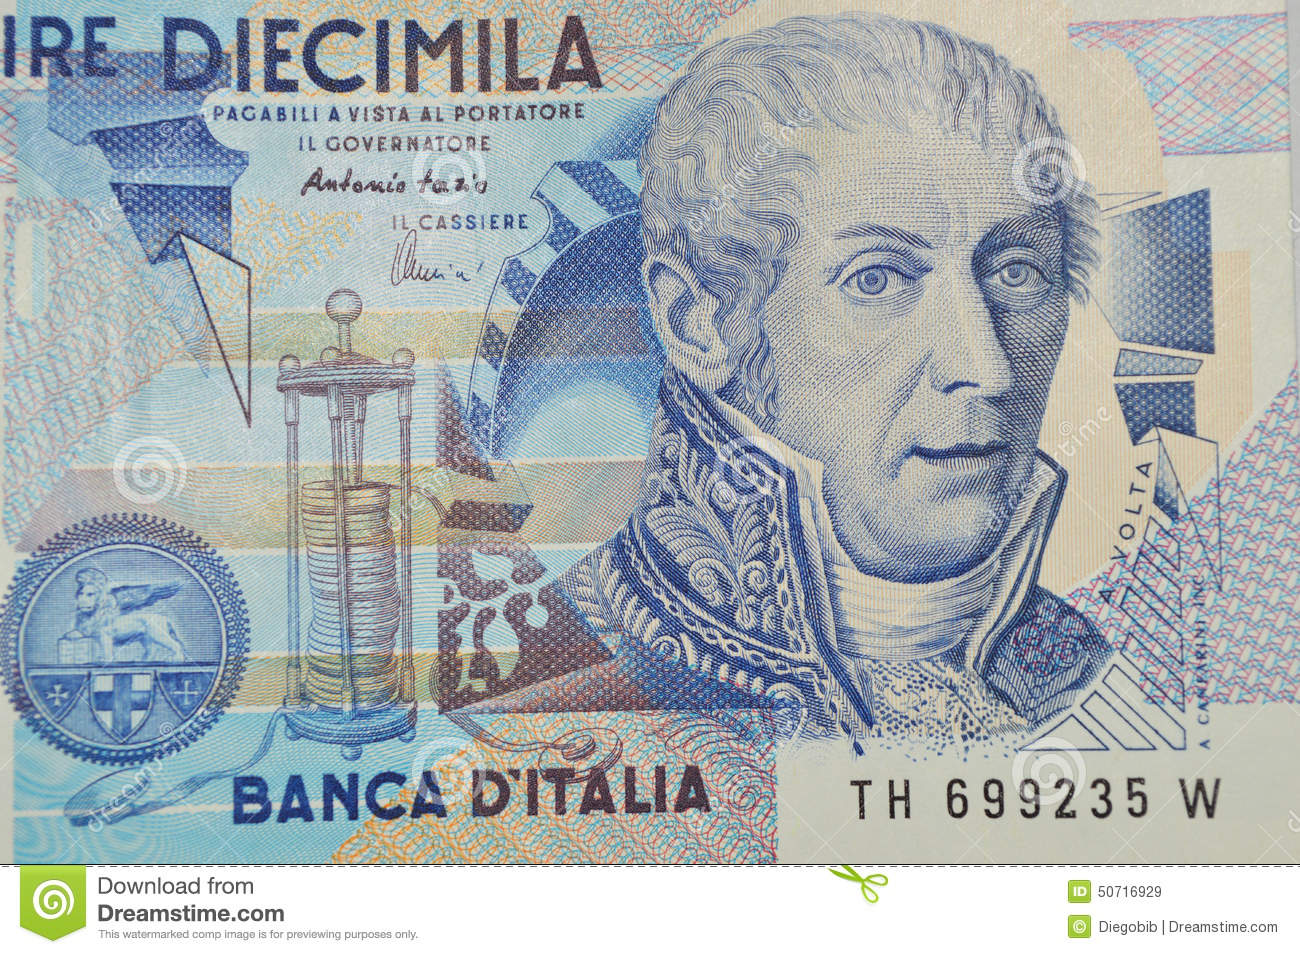 IRE DIECIMILA
PAGABILI A VISTA AL PORTATORE
IL GOVERNATORE
Antonio Fazio
IL CASSIERE
A VOLTA
A CANFARINI INC.
BANCA D'ITALIA
TH 699235 W
dreamstime
Download from
Dreamstime.com
This watermarked comp image is for previewing purposes only.
ID 50716929
© Diegobib | Dreamstime.com